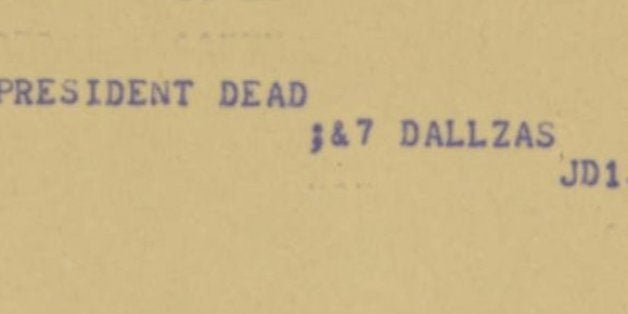 PRESIDENT DEAD
;&7 DALLZAS
JD1